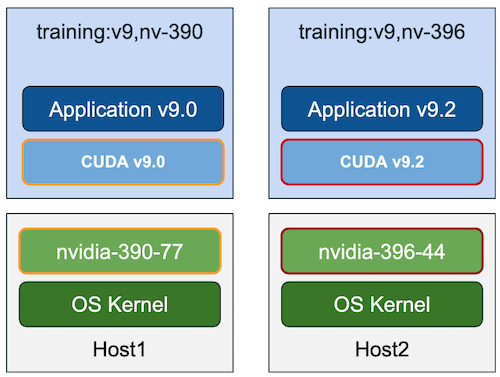 training:v9,nv-390
Application v9.0
CUDA v9.0
nvidia-390-77
OS Kernel
Host1
training:v9,nv-396
Application v9.2
CUDA v9.2
nvidia-396-44
OS Kernel
Host2